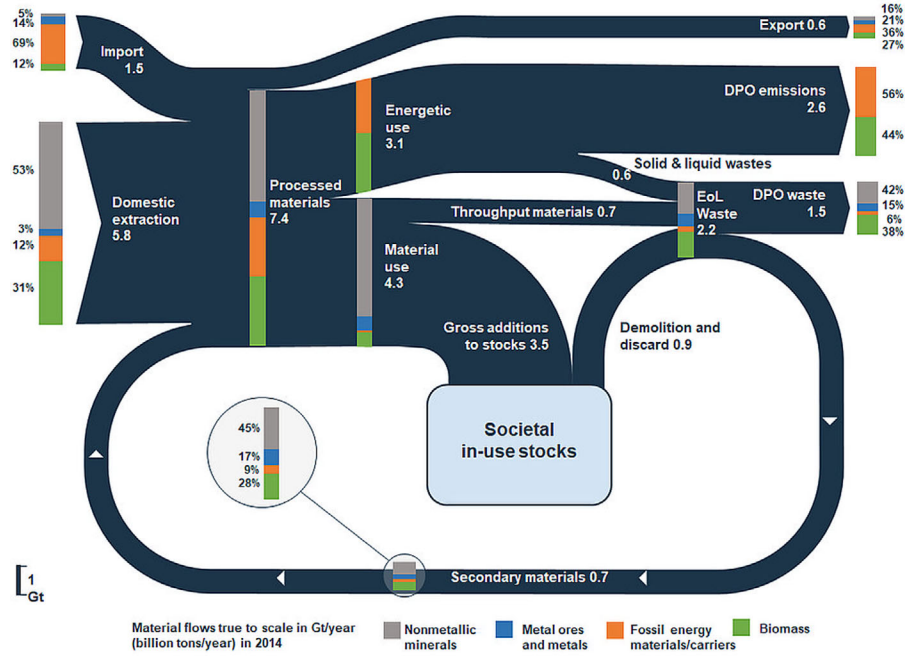 5%
14%
69%
12%
Import
1.5
Export 0.6
16%
21%
36%
27%
53%
3%
12%
31%
Domestic
extraction
5.8
Processed
materials
7.4
Energetic
use
3.1
DPO emissions
2.6
56%
44%
Solid & liquid wastes
0.6
EoL
Waste
2.2
DPO waste
1.5
42%
15%
6%
38%
Throughput materials 0.7
Material
use
4.3
Gross additions
to stocks 3.5
Demolition and
discard 0.9
Societal
in-use stocks
45%
17%
9%
28%
Secondary materials 0.7
1
Gt
Material flows true to scale in Gt/year
(billion tons/year) in 2014
Nonmetallic
minerals
Metal ores
and metals
Fossil energy
materials/carriers
Biomass